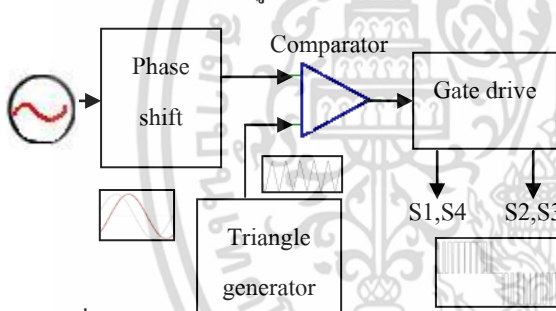 Comparator
Phase
shift
Gate drive
S1,S4
S2,S3
Triangle
generator